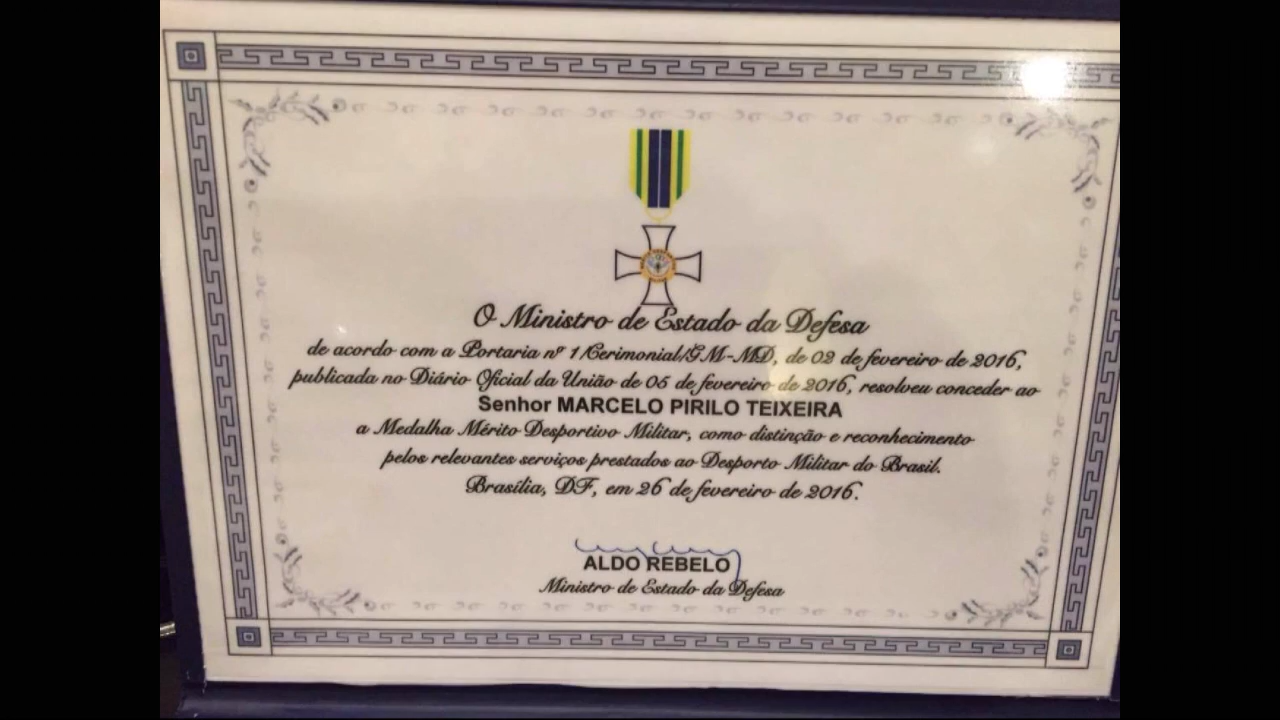 O Ministro de Estado da Defesa
de acordo com a Portaria nº 1/Cerimonial/GM-MD, de 02 de fevereiro de 2016,
publicada no Diário Oficial da União de 05 de fevereiro de 2016, resolveu conceder ao
Senhor MARCELO PIRILO TEIXEIRA
a Medalha Mérito Desportivo Militar, como distinção e reconhecimento
pelos relevantes serviços prestados ao Desporto Militar do Brasil.
Brasília, DF, em 26 de fevereiro de 2016.
ALDO REBELO
Ministro de Estado da Defesa